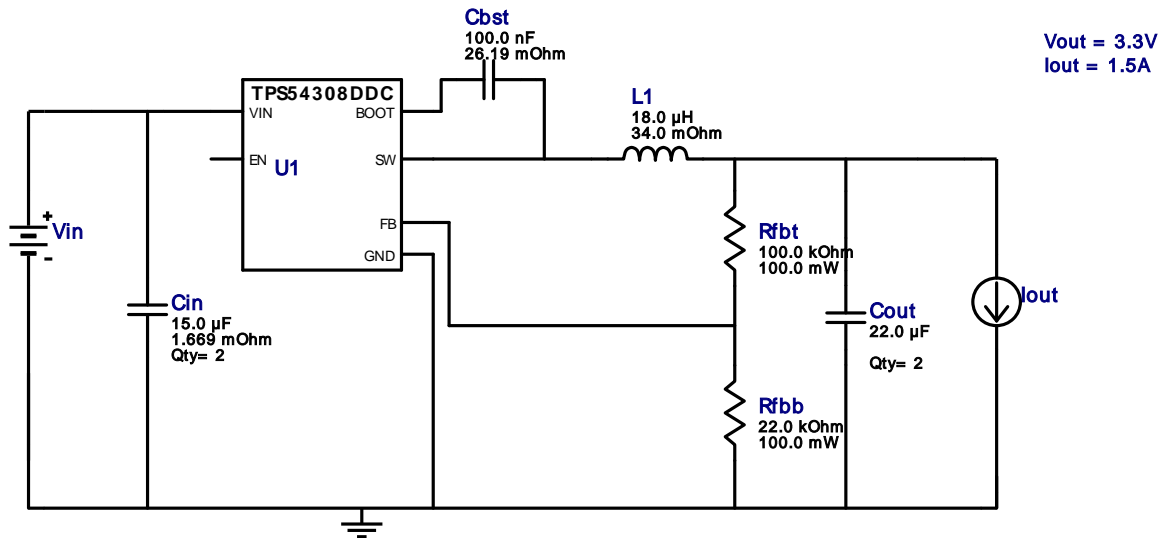 Cbst
100.0 nF
26.19 mOhm
Vout = 3.3V
Iout = 1.5A
TPS54308DDC
VIN
BOOT
EN
U1
SW
FB
GND
L1
18.0 µH
34.0 mOhm
+
Vin
-
Cin
15.0 µF
1.669 mOhm
Qty= 2
Rfbt
100.0 kOhm
100.0 mW
Cout
22.0 µF
Qty= 2
Iout
Rfbb
22.0 kOhm
100.0 mW